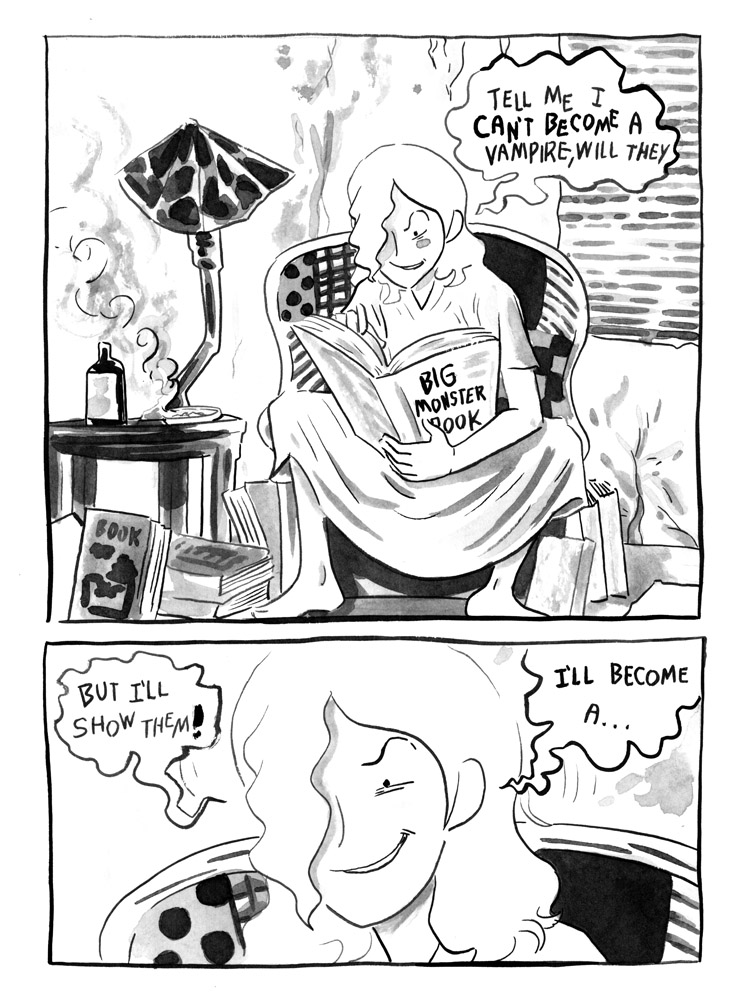 TELL ME I
CAN'T BECOME A
VAMPIRE, WILL THEY
BIG
MONSTER
BOOK
BOOK
BUT I'LL
SHOW THEM!
I'LL BECOME
A...